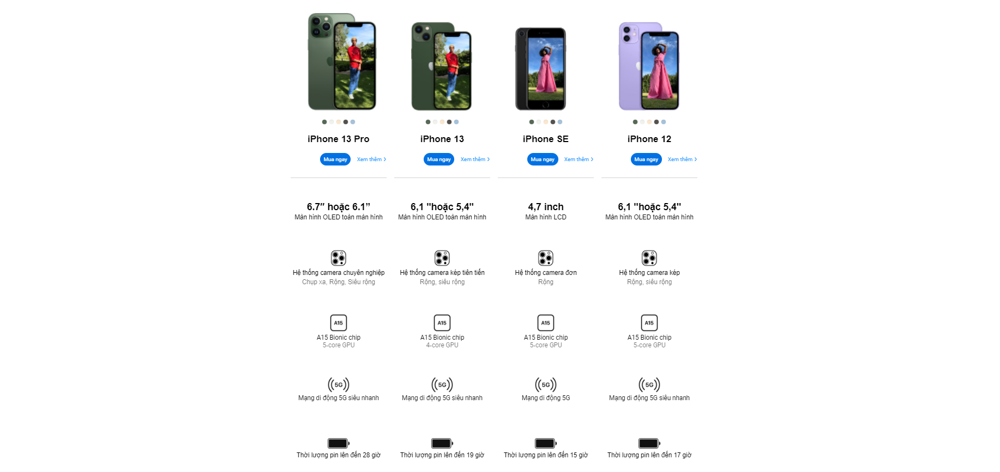 iPhone 13 Pro
iPhone 13
iPhone SE
iPhone 12
Mua ngay Xem thêm
Mua ngay Xem thêm
Mua ngay Xem thêm
Mua ngay Xem thêm
6.7″ hoặc 6.1”
6,1 "hoặc 5,4"
4,7 inch
6,1 "hoặc 5,4"
Màn hình OLED toàn màn hình
Màn hình OLED toàn màn hình
Màn hình LCD
Màn hình OLED toàn màn hình
Hệ thống camera chuyên nghiệp
Hệ thống camera kép tiên tiến
Hệ thống camera đơn
Hệ thống camera kép
Chụp xa, Rộng, Siêu rộng
Rộng, siêu rộng
Rộng
Rộng, siêu rộng
A15
A15
A15
A15
A15 Bionic chip
A15 Bionic chip
A15 Bionic chip
A15 Bionic chip
5-core GPU
4-core GPU
5-core GPU
5-core GPU
5G
5G
5G
5G
Mạng di động 5G siêu nhanh
Mạng di động 5G siêu nhanh
Mạng di động 5G
Mạng di động 5G siêu nhanh
Thời lượng pin lên đến 28 giờ
Thời lượng pin lên đến 19 giờ
Thời lượng pin lên đến 15 giờ
Thời lượng pin lên đến 17 giờ